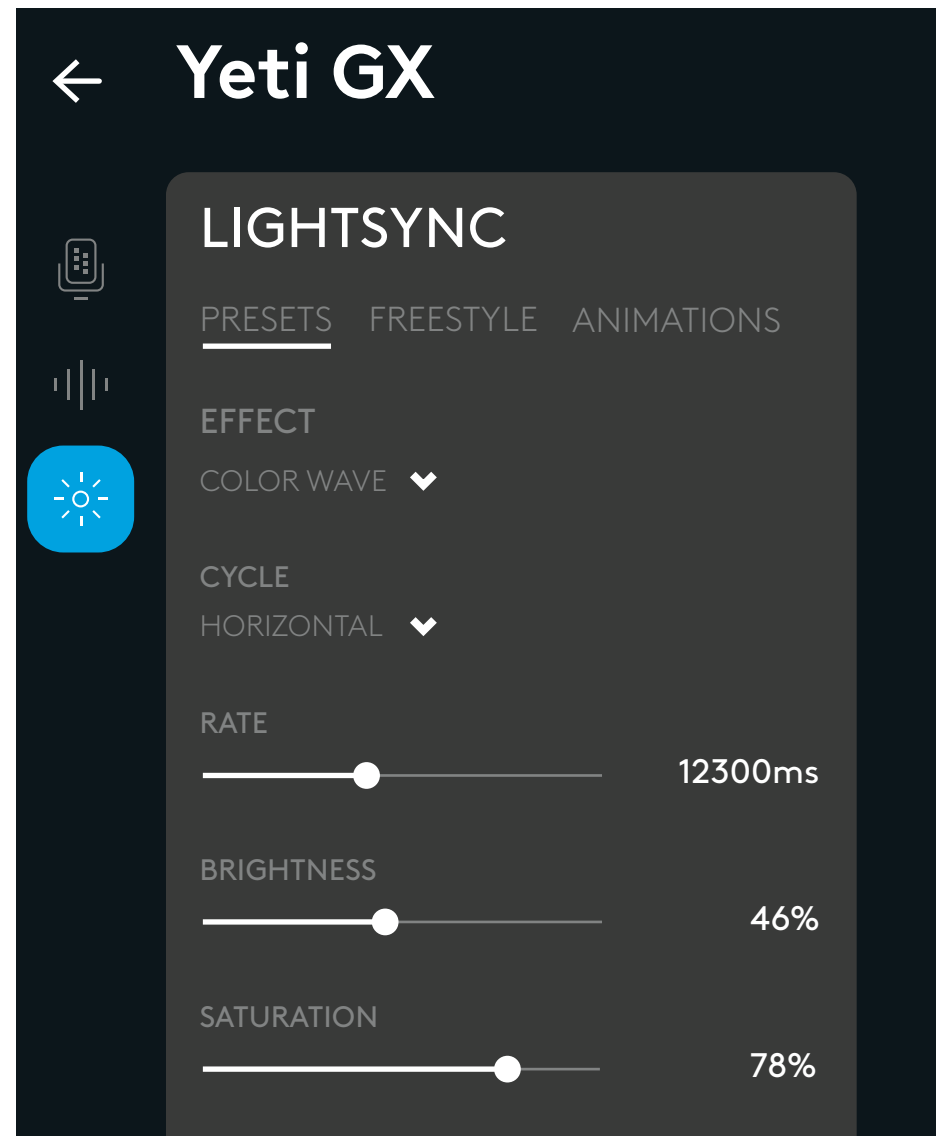 Yeti GX
LIGHTSYNC
PRESETS FREESTYLE ANIMATIONS
EFFECT
COLOR WAVE
CYCLE
HORIZONTAL
RATE
12300ms
BRIGHTNESS
46%
SATURATION
78%